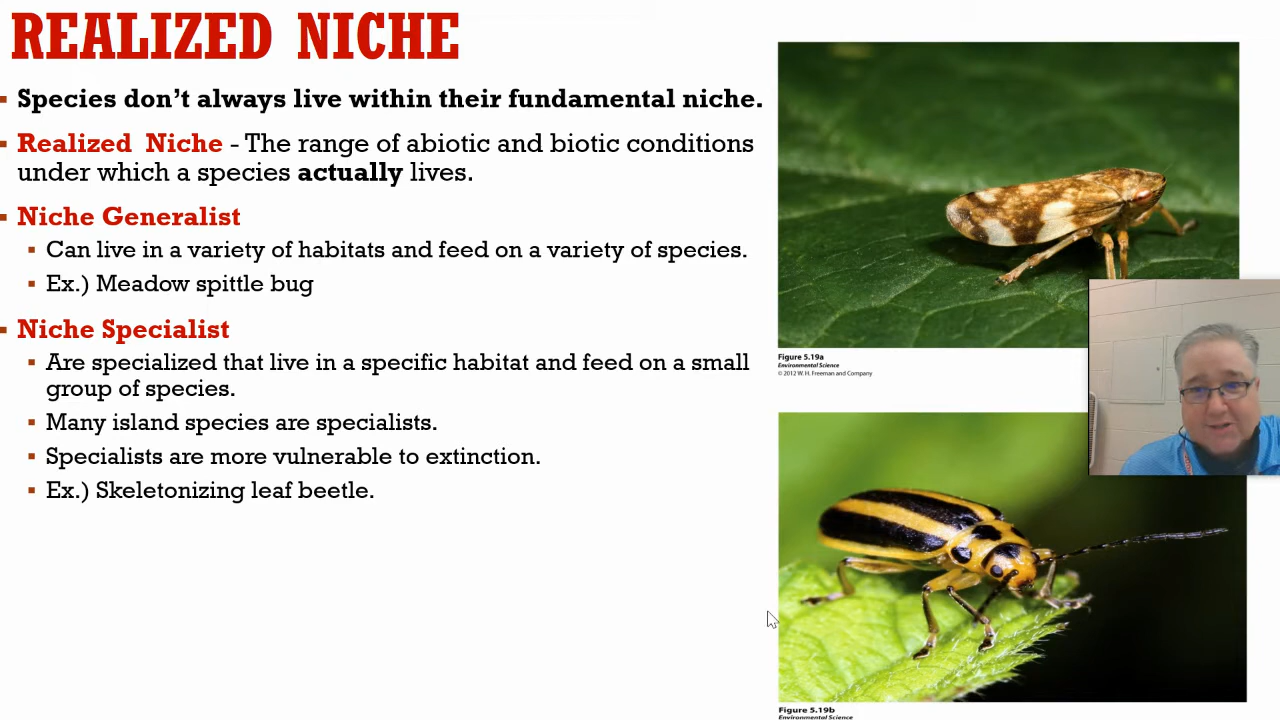 REALIZED NICHE
Species don't always live within their fundamental niche.
Realized Niche - The range of abiotic and biotic conditions
under which a species actually lives.
Niche Generalist
Can live in a variety of habitats and feed on a variety of species.
Ex.) Meadow spittle bug
Niche Specialist
Are specialized that live in a specific habitat and feed on a small
group of species.
Many island species are specialists.
Specialists are more vulnerable to extinction.
Ex.) Skeletonizing leaf beetle.
Figure 5.19a
Environmental Science
© 2012 W. H. Freeman and Company
Figure 5.19b
Environmental Science